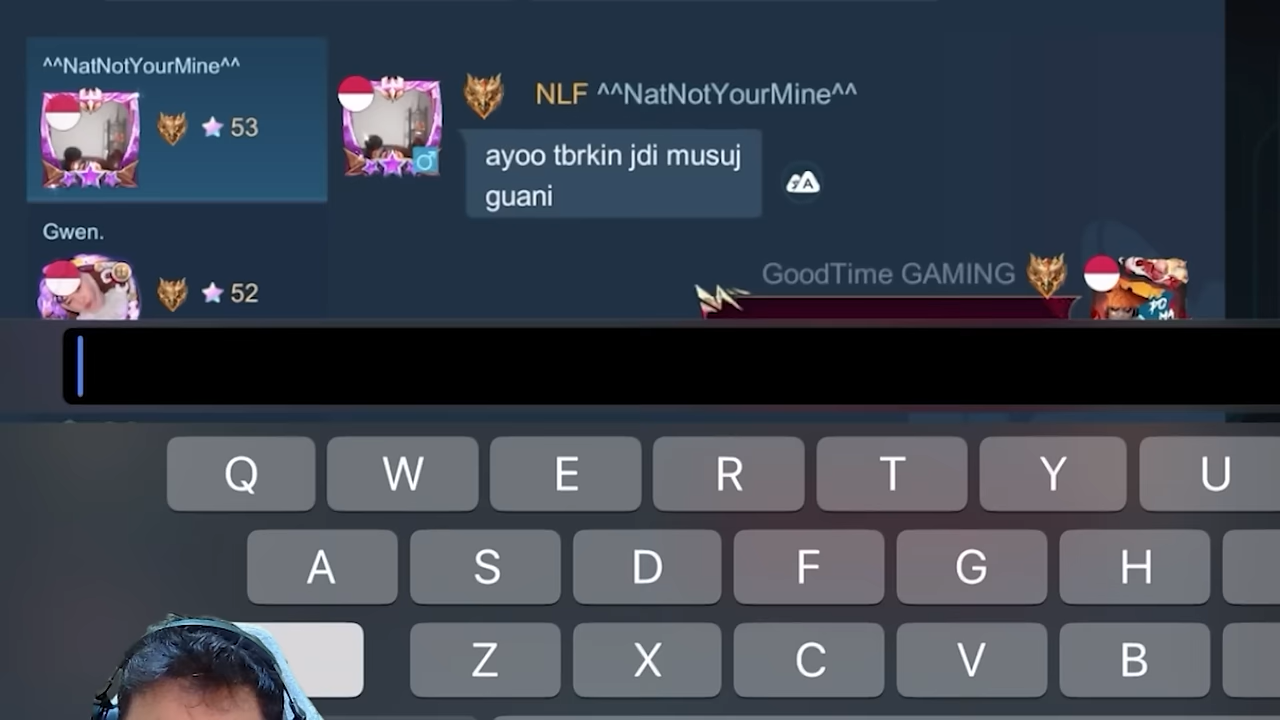 ^^NatNotYourMine^^
53
NLF ^^NatNotYourMine^^
ayoo tbrkin jdi musuj
guani
Gwen.
52
GoodTime GAMING
Q W E R T Y U
A S D F G H
Z X C V B